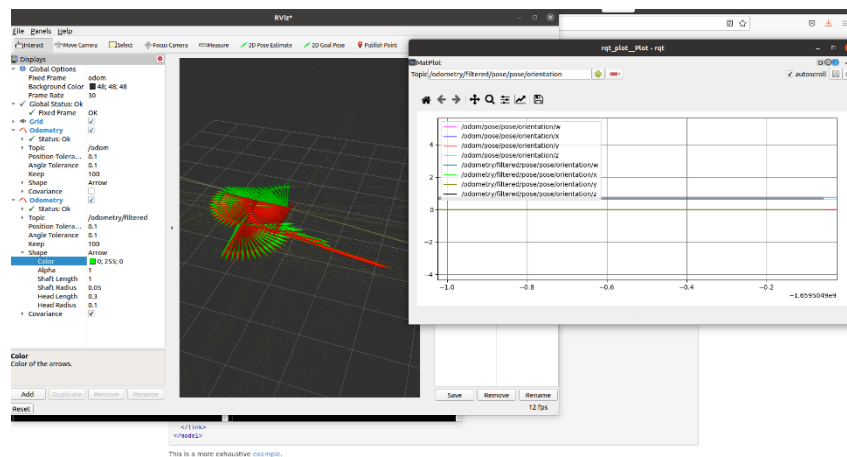 RViz*
File Panels Help
Interact Move Camera Select Focus Camera Measure 2D Pose Estimate 2D Goal Pose Publish Point
Displays
Global Options
Fixed Frame odom
Background Color 48; 48; 48
Frame Rate 30
Global Status: Ok
Fixed Frame OK
Grid
Odometry
Status: Ok
Topic /odom
Position Tolera... 0.1
Angle Tolerance 0.1
Keep 100
Shape Arrow
Covariance
Odometry
Status: Ok
Topic /odometry/filtered
Position Tolera... 0.1
Angle Tolerance 0.1
Keep 100
Shape Arrow
Color 0; 255; 0
Alpha 1
Shaft Length 1
Shaft Radius 0.05
Head Length 0.3
Head Radius 0.1
Covariance
Color
Color of the arrows.
Add Duplicate Remove Rename
Save Remove Rename
Reset
12 fps
rqt_plot__Plot - rqt
MatPlot
Topic /odometry/filtered/pose/pose/orientation
autoscroll
/odom/pose/pose/orientation/w
/odom/pose/pose/orientation/x
/odom/pose/pose/orientation/y
/odom/pose/pose/orientation/z
/odometry/filtered/pose/pose/orientation/w
/odometry/filtered/pose/pose/orientation/x
/odometry/filtered/pose/pose/orientation/y
/odometry/filtered/pose/pose/orientation/z
4
2
0
−2
−4
−1.0 −0.8 −0.6 −0.4 −0.2
−1.6595049e9
</link>
</model>
This is a more exhaustive example.